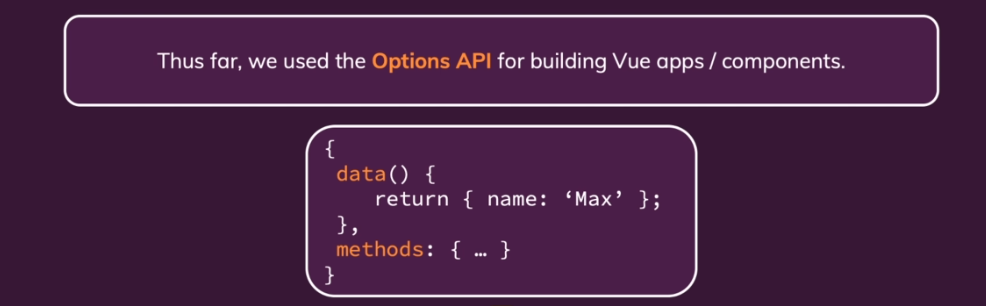 Thus far, we used the Options API for building Vue apps / components.
{
 data() {
    return { name: ‘Max’ };
 },
 methods: { … }
}